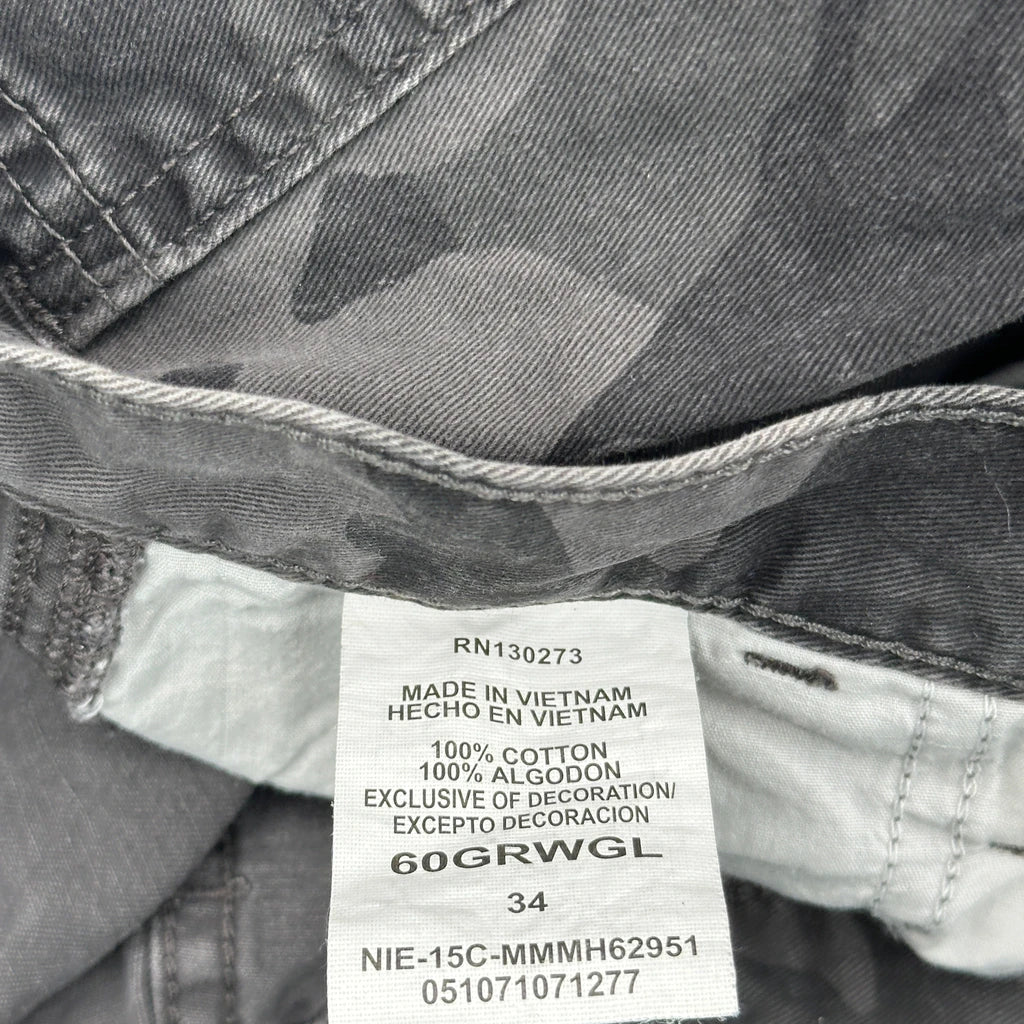 RN130273
MADE IN VIETNAM
HECHO EN VIETNAM
100% COTTON
100% ALGODON
EXCLUSIVE OF DECORATION/
EXCEPTO DECORACION
60GRWGL
34
NIE-15C-MMMH62951
051071071277